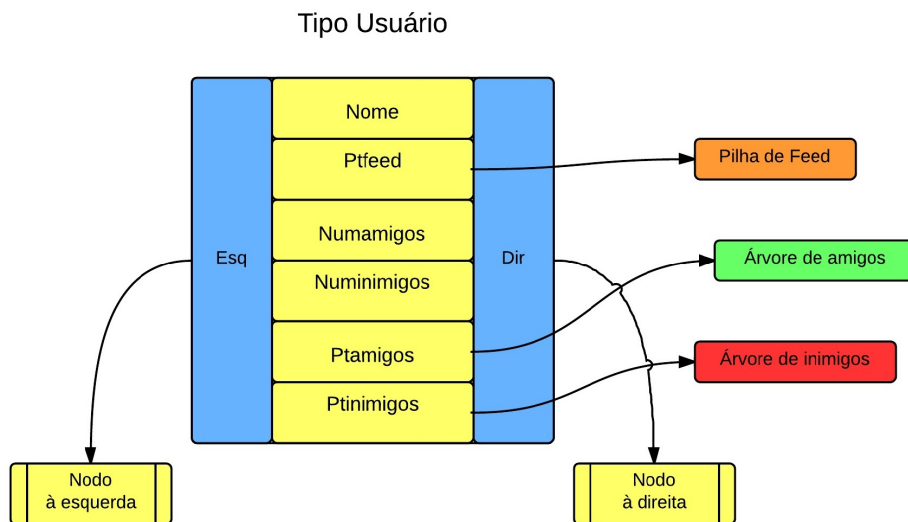 Tipo Usuário
Nome
Ptfeed
Pilha de Feed
Numamigos
Esq
Dir
Árvore de amigos
Numinimigos
Ptamigos
Árvore de inimigos
Ptinimigos
Nodo
à esquerda
Nodo
à direita